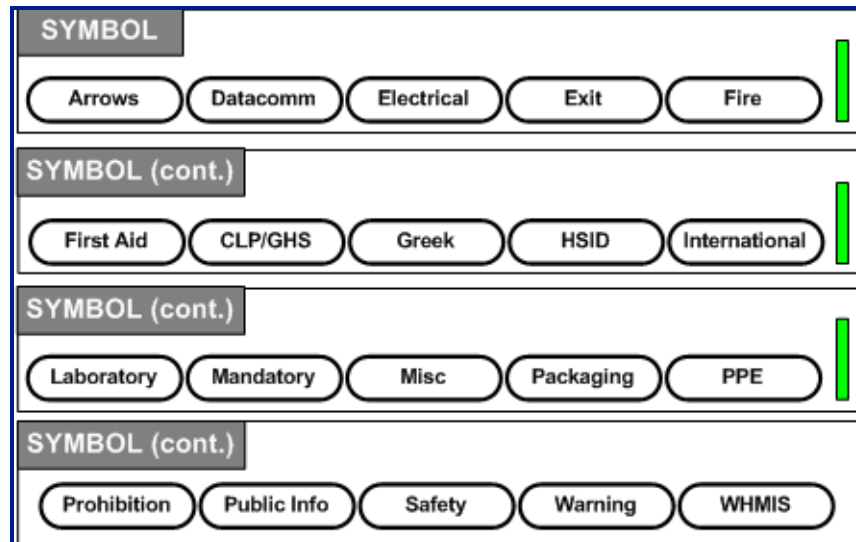 SYMBOL
Arrows Datacomm Electrical Exit Fire
SYMBOL (cont.)
First Aid CLP/GHS Greek HSID International
SYMBOL (cont.)
Laboratory Mandatory Misc Packaging PPE
SYMBOL (cont.)
Prohibition Public Info Safety Warning WHMIS